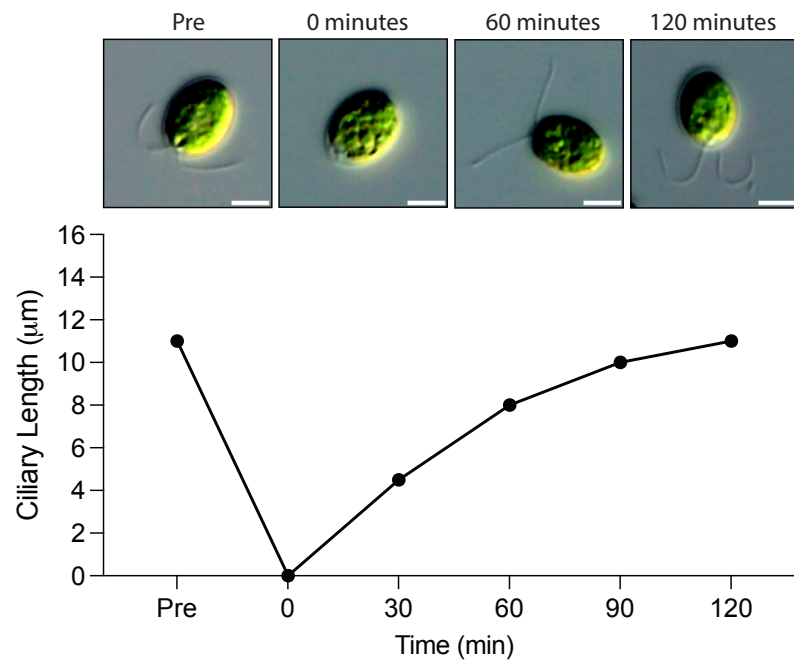 Pre
0 minutes
60 minutes
120 minutes
16
14
12
10
8
6
4
2
0
Ciliary Length (μm)
Pre
0
30
60
90
120
Time (min)